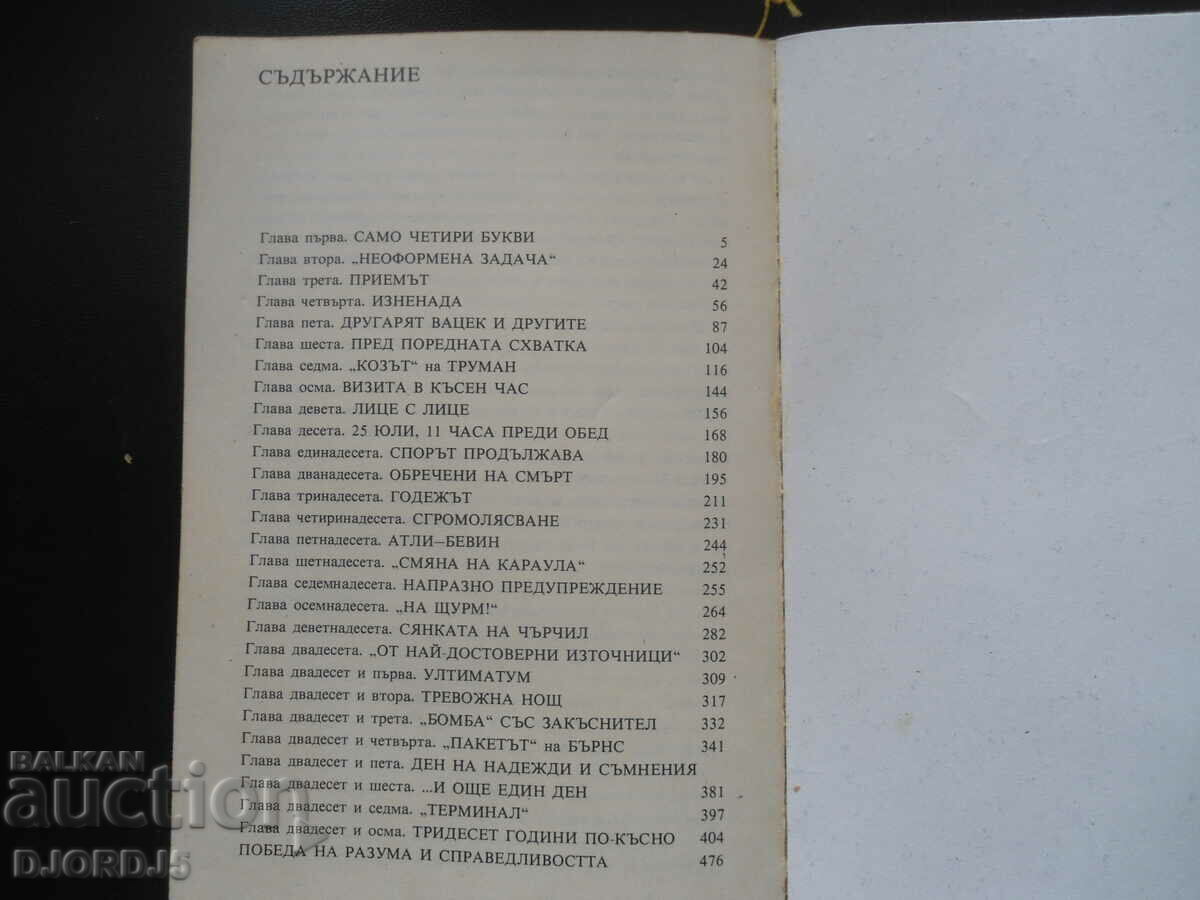 СЪДЪРЖАНИЕ
Глава първа. САМО ЧЕТИРИ БУКВИ 5
Глава втора. „НЕОФОРМЕНА ЗАДАЧА“ 24
Глава трета. ПРИЕМЪТ 42
Глава четвърта. ИЗНЕНАДА 56
Глава пета. ДРУГАРЯТ ВАЦЕК И ДРУГИТЕ 87
Глава шеста. ПРЕД ПОРЕДНАТА СХВАТКА 104
Глава седма. „КОЗЪТ“ на ТРУМАН 116
Глава осма. ВИЗИТА В КЪСЕН ЧАС 144
Глава девета. ЛИЦЕ С ЛИЦЕ 156
Глава десета. 25 ЮЛИ, 11 ЧАСА ПРЕДИ ОБЕД 168
Глава единадесета. СПОРЪТ ПРОДЪЛЖАВА 180
Глава дванадесета. ОБРЕЧЕНИ НА СМЪРТ 195
Глава тринадесета. ГОДЕЖЪТ 211
Глава четиринадесета. СГРОМОЛЯСВАНЕ 231
Глава петнадесета. АТЛИ—БЕВИН 244
Глава шетнадесета. „СМЯНА НА КАРАУЛА“ 252
Глава седемнадесета. НАПРАЗНО ПРЕДУПРЕЖДЕНИЕ 255
Глава осемнадесета. „НА ЩУРМ!“ 264
Глава деветнадесета. СЯНКАТА НА ЧЪРЧИЛ 282
Глава двадесета. „ОТ НАЙ-ДОСТОВЕРНИ ИЗТОЧНИЦИ“ 302
Глава двадесет и първа. УЛТИМАТУМ 309
Глава двадесет и втора. ТРЕВОЖНА НОЩ 317
Глава двадесет и трета. „БОМБА“ СЪС ЗАКЪСНИТЕЛ 332
Глава двадесет и четвърта. „ПАКЕТЪТ“ на БЪРНС 341
Глава двадесет и пета. ДЕН НА НАДЕЖДИ И СЪМНЕНИЯ
Глава двадесет и шеста. ...И ОЩЕ ЕДИН ДЕН 381
Глава двадесет и седма. „ТЕРМИНАЛ“ 397
Глава двадесет и осма. ТРИДЕСЕТ ГОДИНИ ПО-КЪСНО 404
ПОБЕДА НА РАЗУМА И СПРАВЕДЛИВОСТТА 476
BALKAN
auction
DJORDJ5